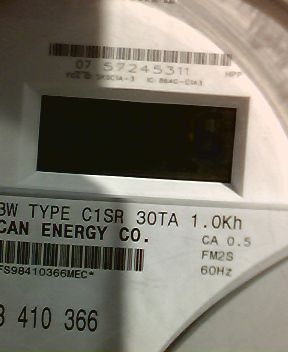 07 57245311 HPP
3W TYPE C1SR 30TA 1.0Kh
CAN ENERGY CO.
CA 0.5
FM2S
60Hz
FS98410366MEC*
410 366